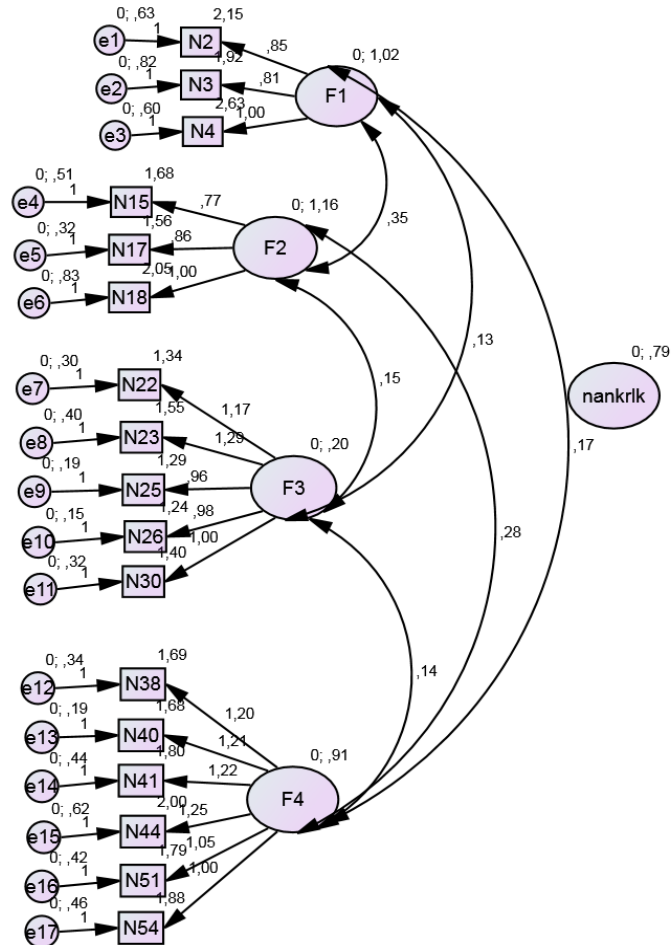 0; ,63
e1
1
2,15
N2
,85
0; 1,02
0; ,82
e2
1
1,92
N3
,81
F1
0; ,60
e3
1
2,63
N4
1,00
0; ,51
e4
1
1,68
N15
,77
0; 1,16
,35
0; ,32
e5
1
1,56
N17
,86
F2
0; ,83
e6
1
2,05
N18
1,00
,13
0; ,79
nankrlk
,15
,17
0; ,30
e7
1
1,34
N22
1,17
0; ,40
e8
1
1,55
N23
1,29
0; ,20
0; ,19
e9
1
1,29
N25
,96
F3
0; ,15
e10
1
1,24
N26
,98
,28
0; ,32
e11
1
1,40
N30
1,00
,14
0; ,34
e12
1
1,69
N38
1,20
0; ,19
e13
1
1,68
N40
1,21
0; ,91
0; ,44
e14
1
1,80
N41
1,22
F4
0; ,62
e15
1
2,00
N44
1,25
0; ,42
e16
1
1,79
N51
1,05
0; ,46
e17
1
1,88
N54
1,00